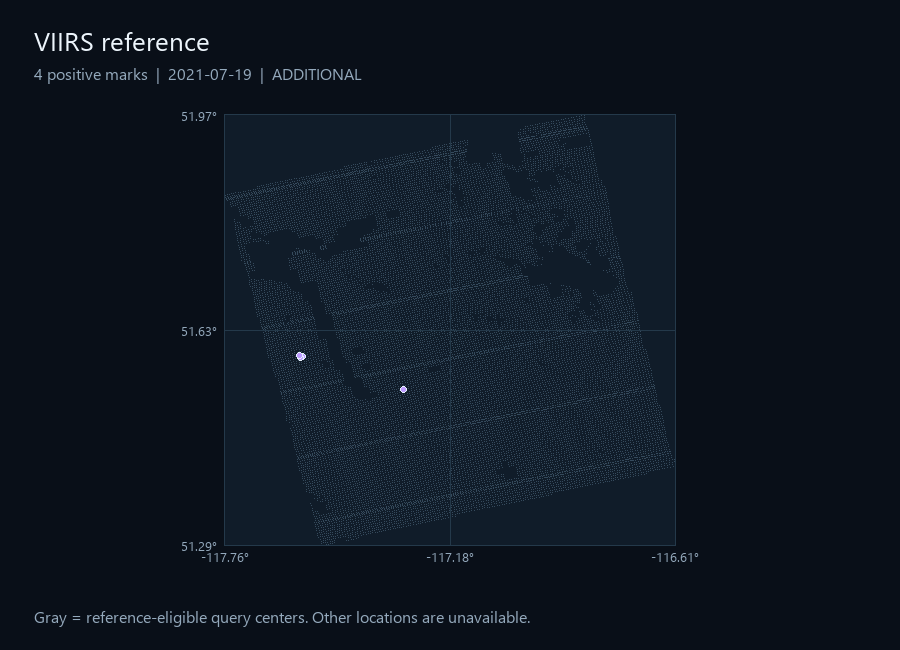 VIIRS reference
4 positive marks | 2021-07-19 | ADDITIONAL
51.97°
51.63°
51.29°
-117.76°
-117.18°
-116.61°
Gray = reference-eligible query centers. Other locations are unavailable.